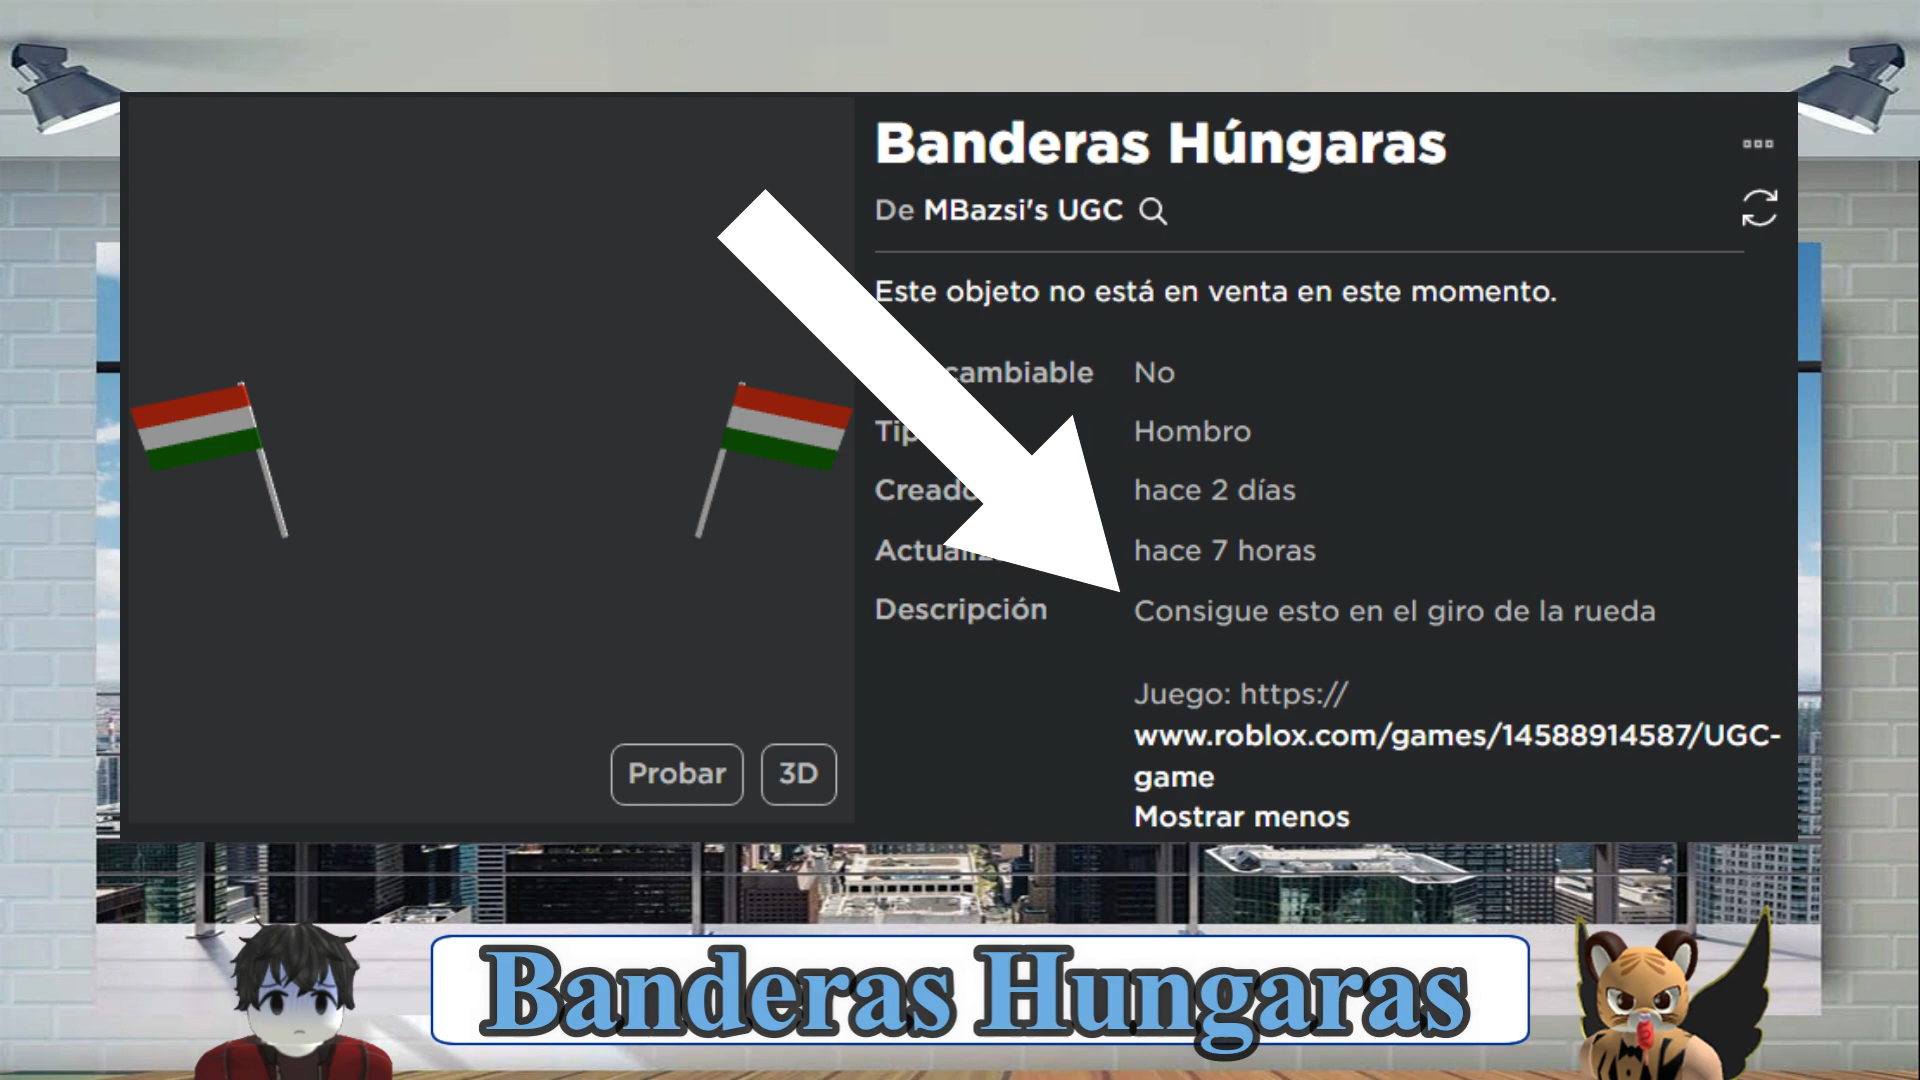 Banderas Húngaras
De MBazsi's UGC
Este objeto no está en venta en este momento.
cambiable No
Hombro
hace 2 días
hace 7 horas
Descripción Consigue esto en el giro de la rueda
Juego: https://
www.roblox.com/games/14588914587/UGC-
game
Mostrar menos
Probar 3D
Banderas Hungaras